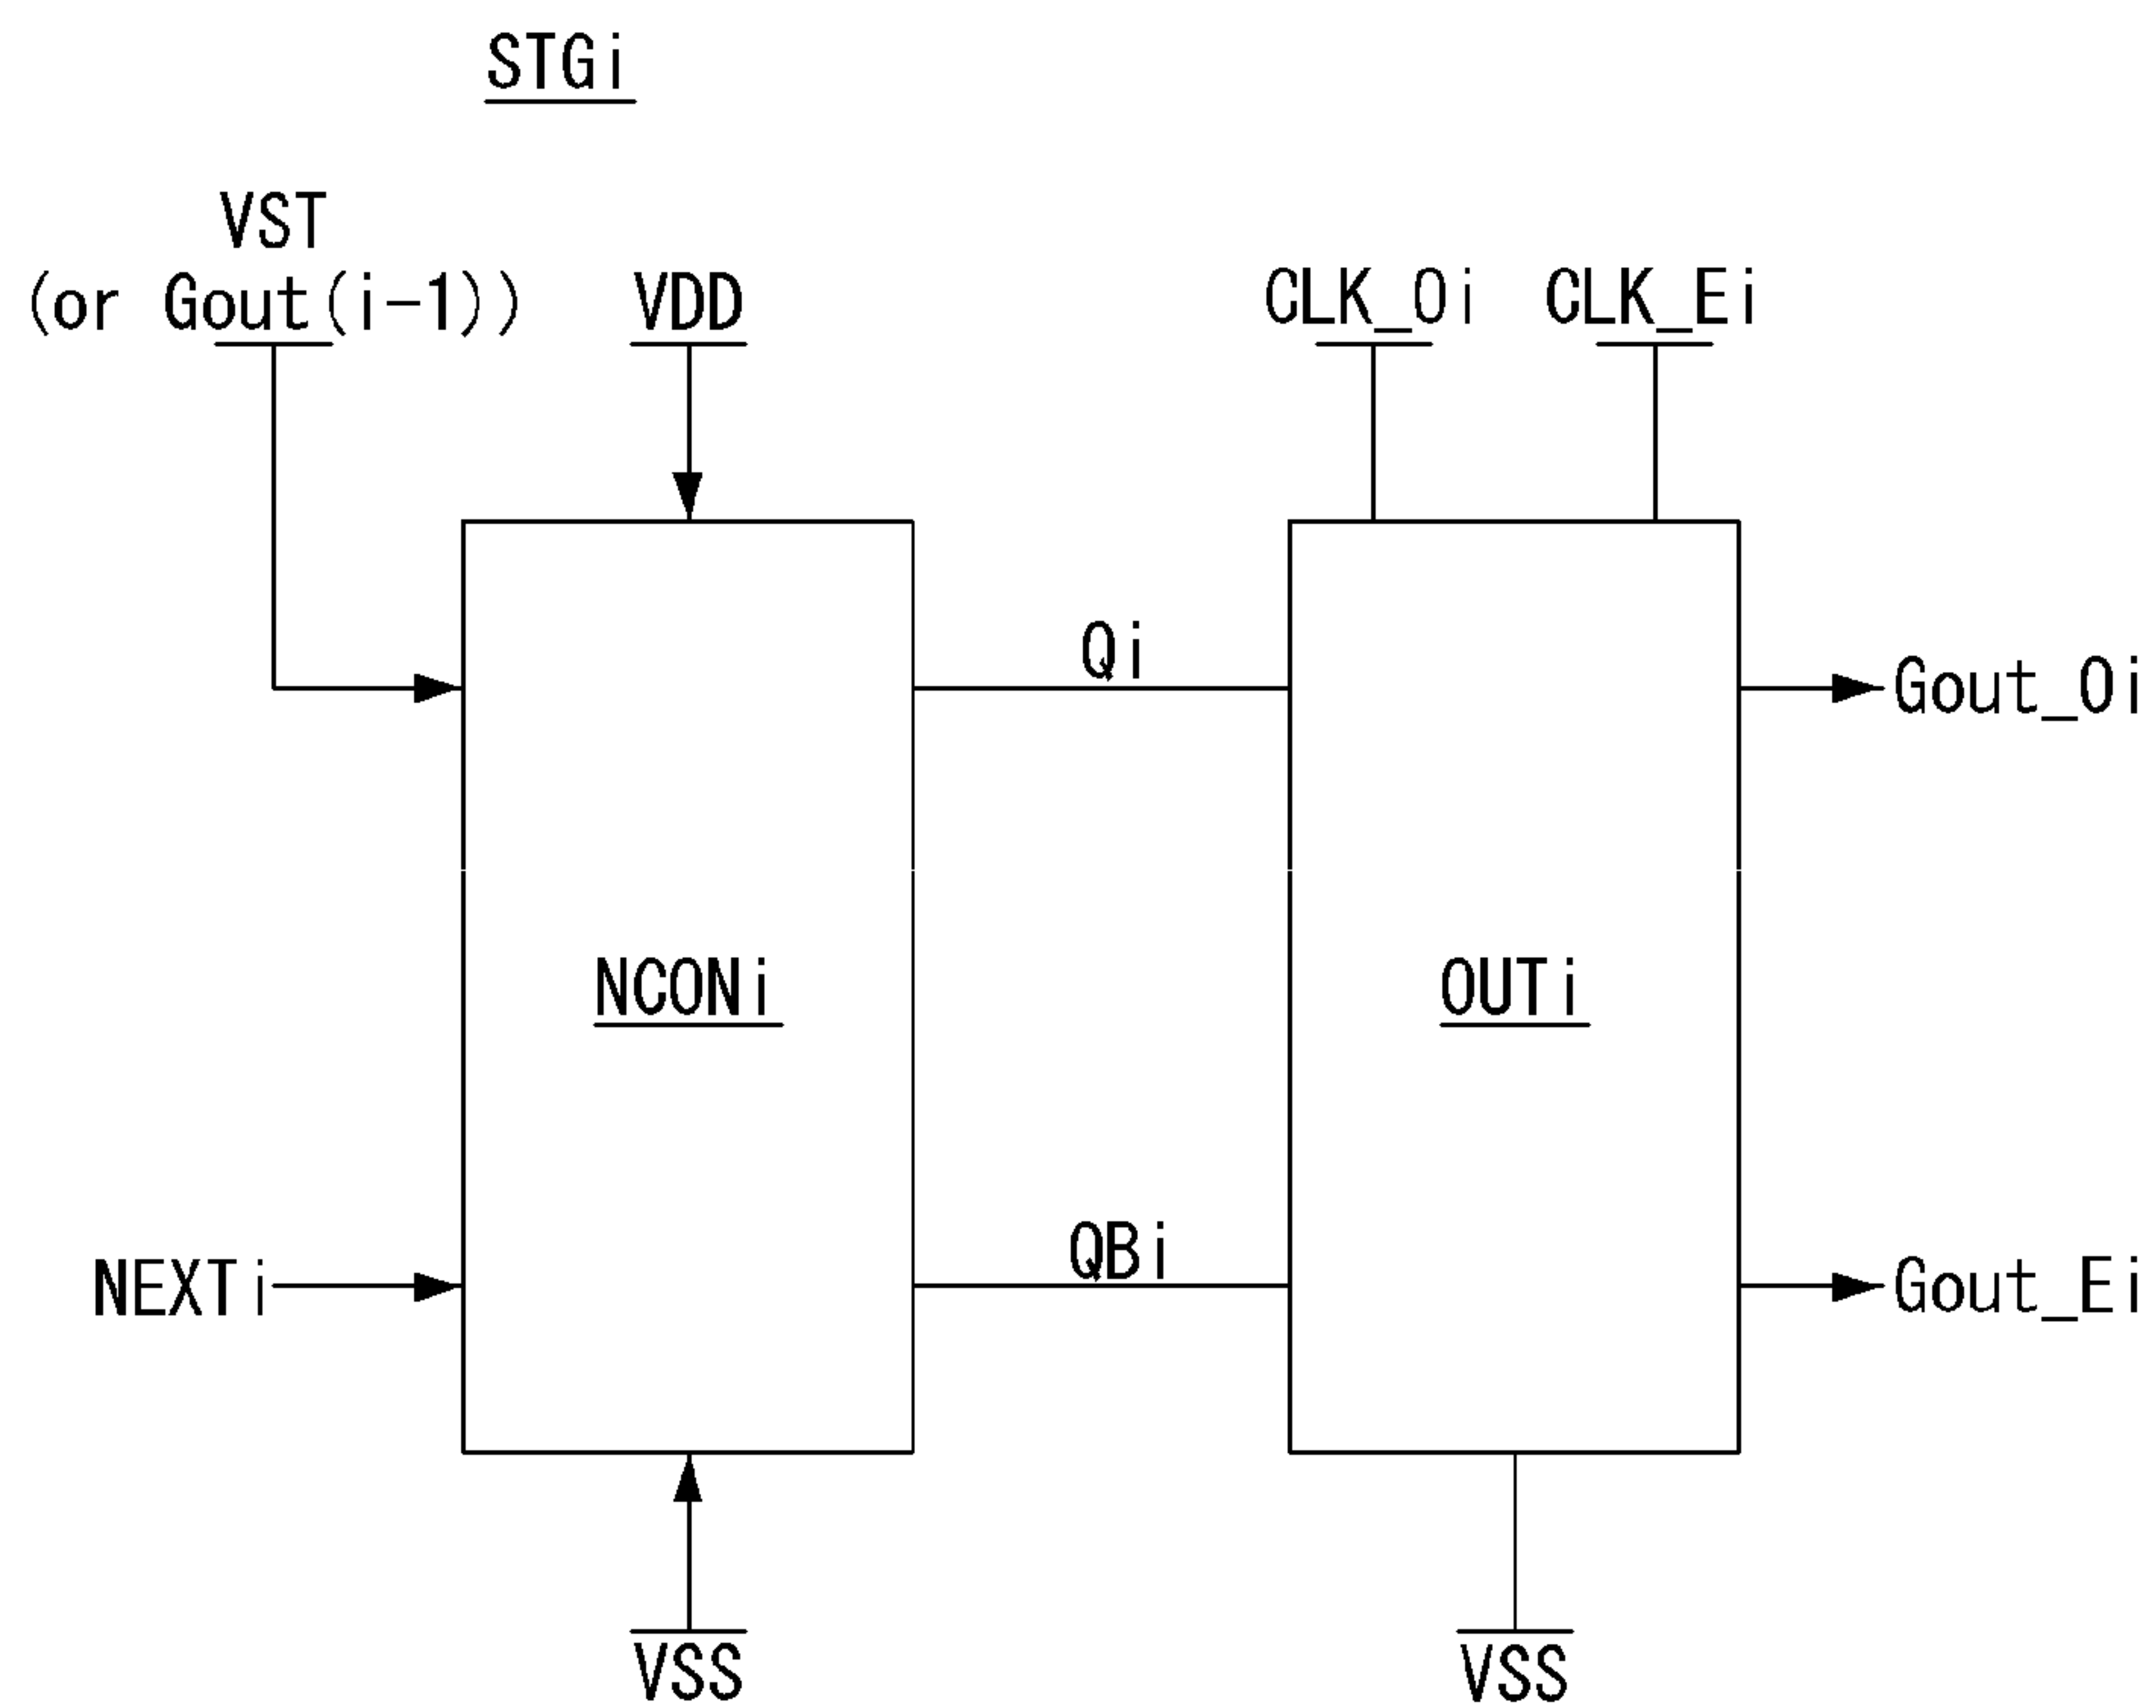 STGi
VST
(or Gout(i-1))
VDD
CLK_Oi
CLK_Ei
Qi
Gout_Oi
NCONi
OUTi
QBi
NEXTi
Gout_Ei
VSS
VSS